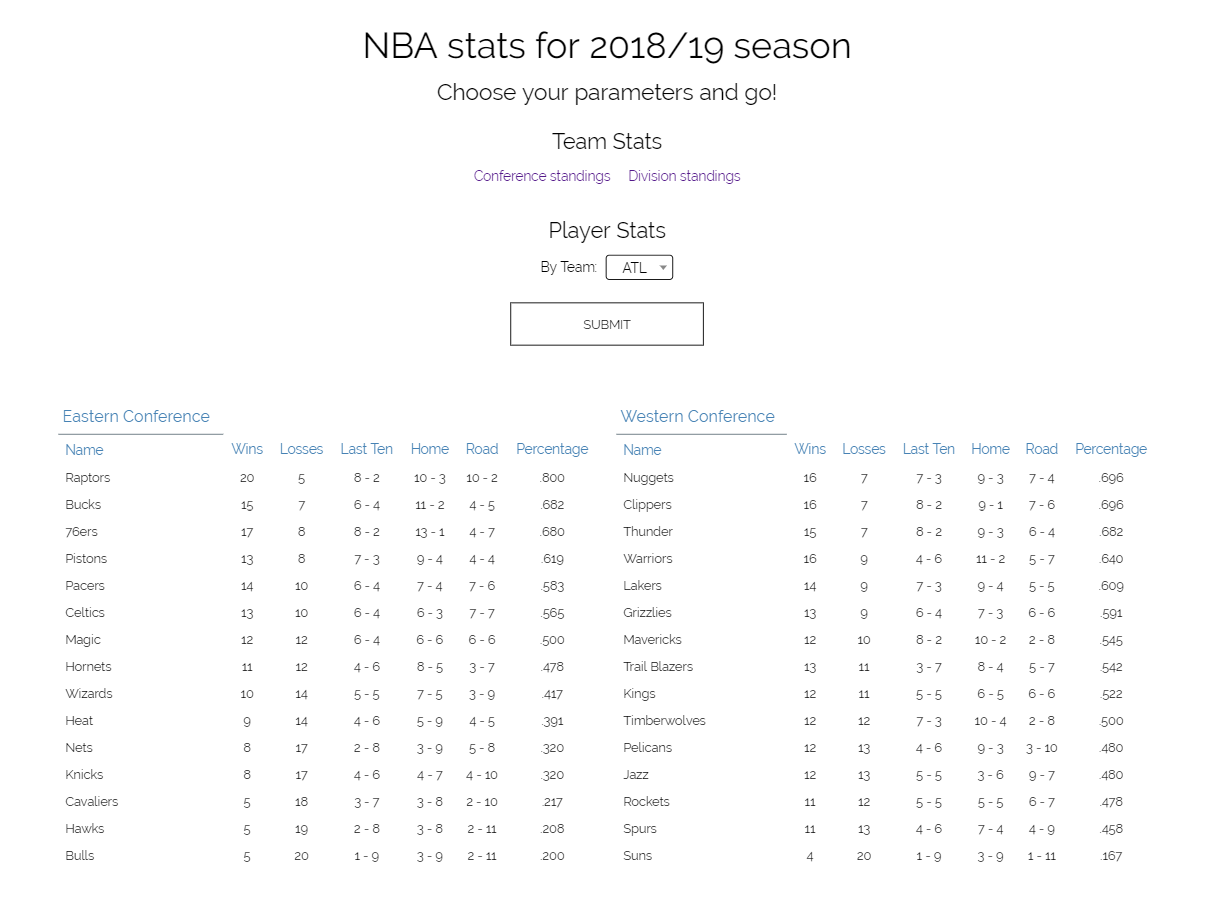 NBA stats for 2018/19 season
Choose your parameters and go!
Team Stats
Conference standings Division standings
Player Stats
By Team: ATL
SUBMIT
Eastern Conference
Name Wins Losses Last Ten Home Road Percentage
Raptors 20 5 8 - 2 10 - 3 10 - 2 .800
Bucks 15 7 6 - 4 11 - 2 4 - 5 .682
76ers 17 8 8 - 2 13 - 1 4 - 7 .680
Pistons 13 8 7 - 3 9 - 4 4 - 4 .619
Pacers 14 10 6 - 4 7 - 4 7 - 6 .583
Celtics 13 10 6 - 4 6 - 3 7 - 7 .565
Magic 12 12 6 - 4 6 - 6 6 - 6 .500
Hornets 11 12 4 - 6 8 - 5 3 - 7 .478
Wizards 10 14 5 - 5 7 - 5 3 - 9 .417
Heat 9 14 4 - 6 5 - 9 4 - 5 .391
Nets 8 17 2 - 8 3 - 9 5 - 8 .320
Knicks 8 17 4 - 6 4 - 7 4 - 10 .320
Cavaliers 5 18 3 - 7 3 - 8 2 - 10 .217
Hawks 5 19 2 - 8 3 - 8 2 - 11 .208
Bulls 5 20 1 - 9 3 - 9 2 - 11 .200
Western Conference
Name Wins Losses Last Ten Home Road Percentage
Nuggets 16 7 7 - 3 9 - 3 7 - 4 .696
Clippers 16 7 8 - 2 9 - 1 7 - 6 .696
Thunder 15 7 8 - 2 9 - 3 6 - 4 .682
Warriors 16 9 4 - 6 11 - 2 5 - 7 .640
Lakers 14 9 7 - 3 9 - 4 5 - 5 .609
Grizzlies 13 9 6 - 4 7 - 3 6 - 6 .591
Mavericks 12 10 8 - 2 10 - 2 2 - 8 .545
Trail Blazers 13 11 3 - 7 8 - 4 5 - 7 .542
Kings 12 11 5 - 5 6 - 5 6 - 6 .522
Timberwolves 12 12 7 - 3 10 - 4 2 - 8 .500
Pelicans 12 13 4 - 6 9 - 3 3 - 10 .480
Jazz 12 13 5 - 5 3 - 6 9 - 7 .480
Rockets 11 12 5 - 5 5 - 5 6 - 7 .478
Spurs 11 13 4 - 6 7 - 4 4 - 9 .458
Suns 4 20 1 - 9 3 - 9 1 - 11 .167